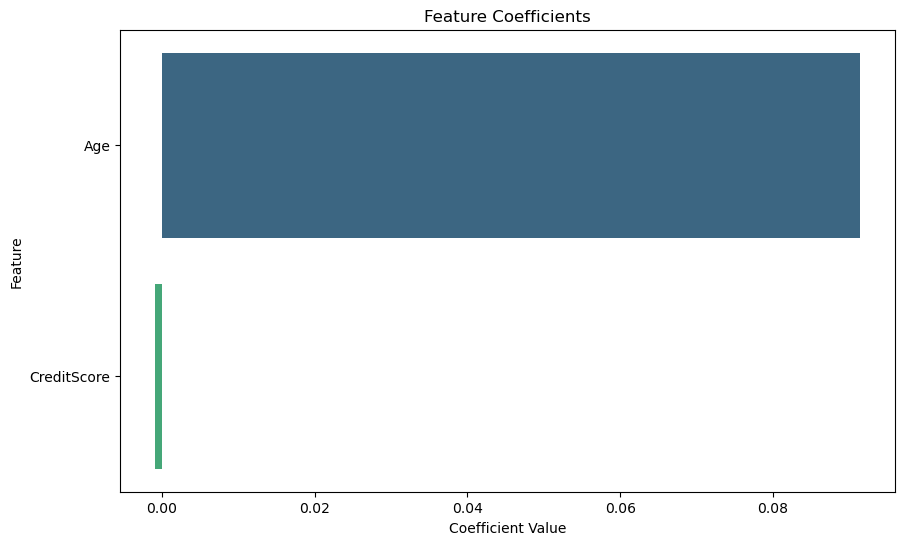 Feature Coefficients
Age
CreditScore
Feature
0.00 0.02 0.04 0.06 0.08
Coefficient Value